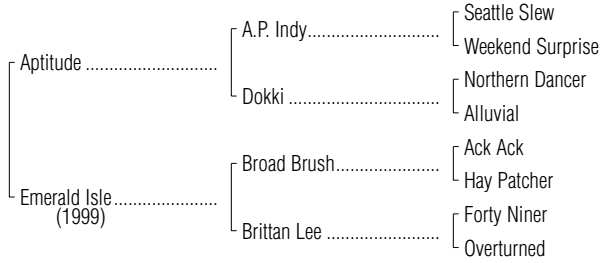 Seattle Slew
A.P. Indy..............................
Weekend Surprise
Aptitude ..............................
Northern Dancer
Dokki ..................................
Alluvial
Ack Ack
Broad Brush.......................
Hay Patcher
Emerald Isle.......................
(1999)
Forty Niner
Brittan Lee .........................
Overturned